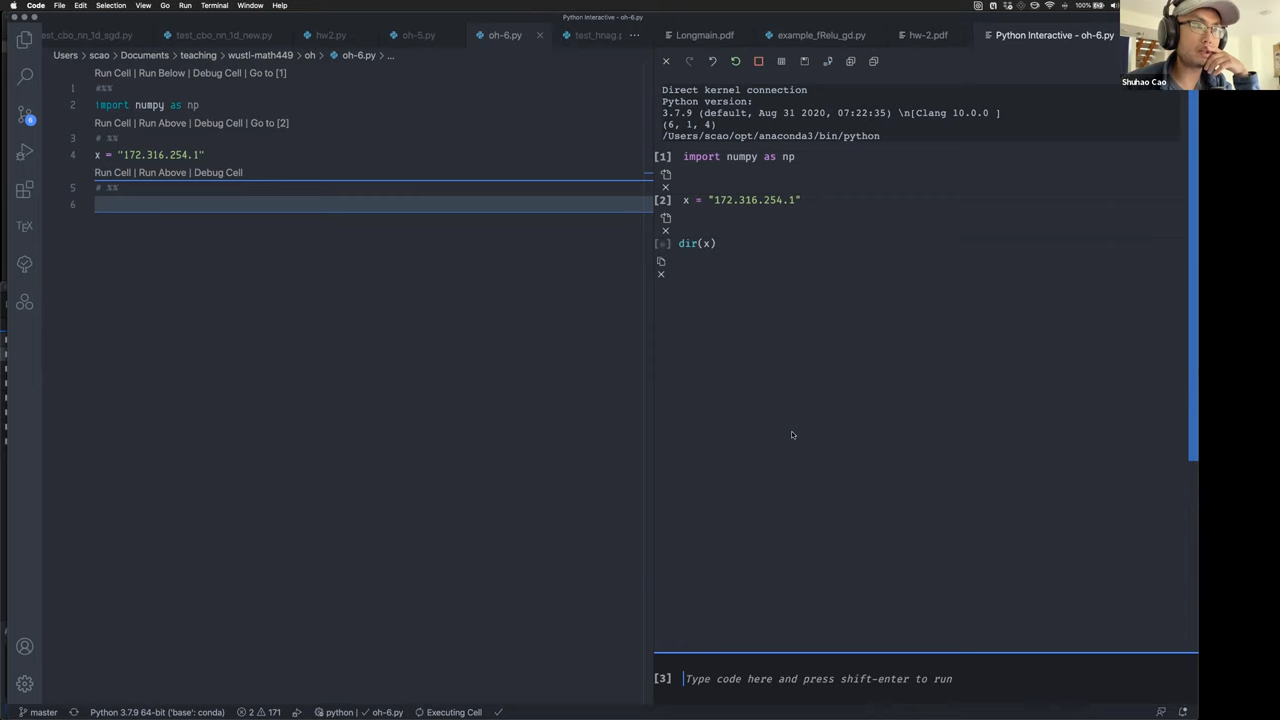 Code File Edit Selection View Go Run Terminal Window Help 100%
Python Interactive - oh-6.py
Shuhao Cao
test_cbo_nn_1d_sgd.py test_cbo_nn_1d_new.py hw2.py oh-5.py oh-6.py test_hnag.p ··· Longmain.pdf example_fRelu_gd.py hw-2.pdf Python Interactive - oh-6.py
Users > scao > Documents > teaching > wustl-math449 > oh > oh-6.py > ...
Run Cell | Run Below | Debug Cell | Go to [1]
1 #%%
2 import numpy as np
Run Cell | Run Above | Debug Cell | Go to [2]
3 # %%
4 x = "172.316.254.1"
Run Cell | Run Above | Debug Cell
5 # %%
6
6
TEX
Direct kernel connection
Python version:
3.7.9 (default, Aug 31 2020, 07:22:35) \n[Clang 10.0.0 ]
(6, 1, 4)
/Users/scao/opt/anaconda3/bin/python
[1] import numpy as np
[2] x = "172.316.254.1"
[*] dir(x)
[3] Type code here and press shift-enter to run
master Python 3.7.9 64-bit ('base': conda) 2 171 python | ✓ oh-6.py Executing Cell ✓